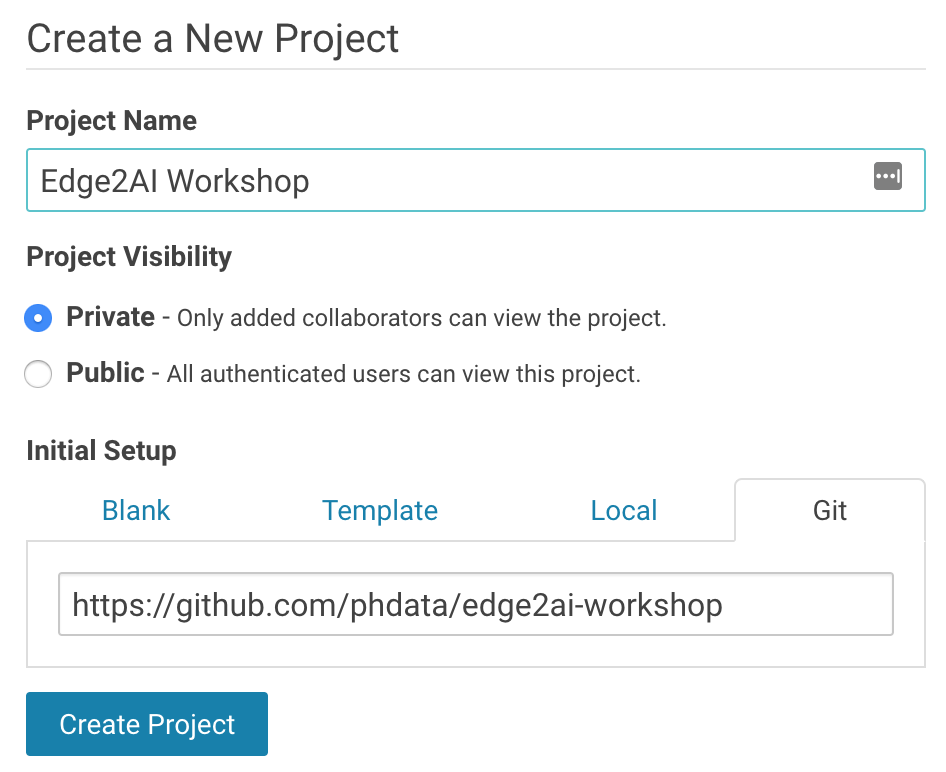 Create a New Project
Project Name
Edge2AI Workshop
Project Visibility
Private - Only added collaborators can view the project.
Public - All authenticated users can view this project.
Initial Setup
Blank Template Local Git
https://github.com/phdata/edge2ai-workshop
Create Project